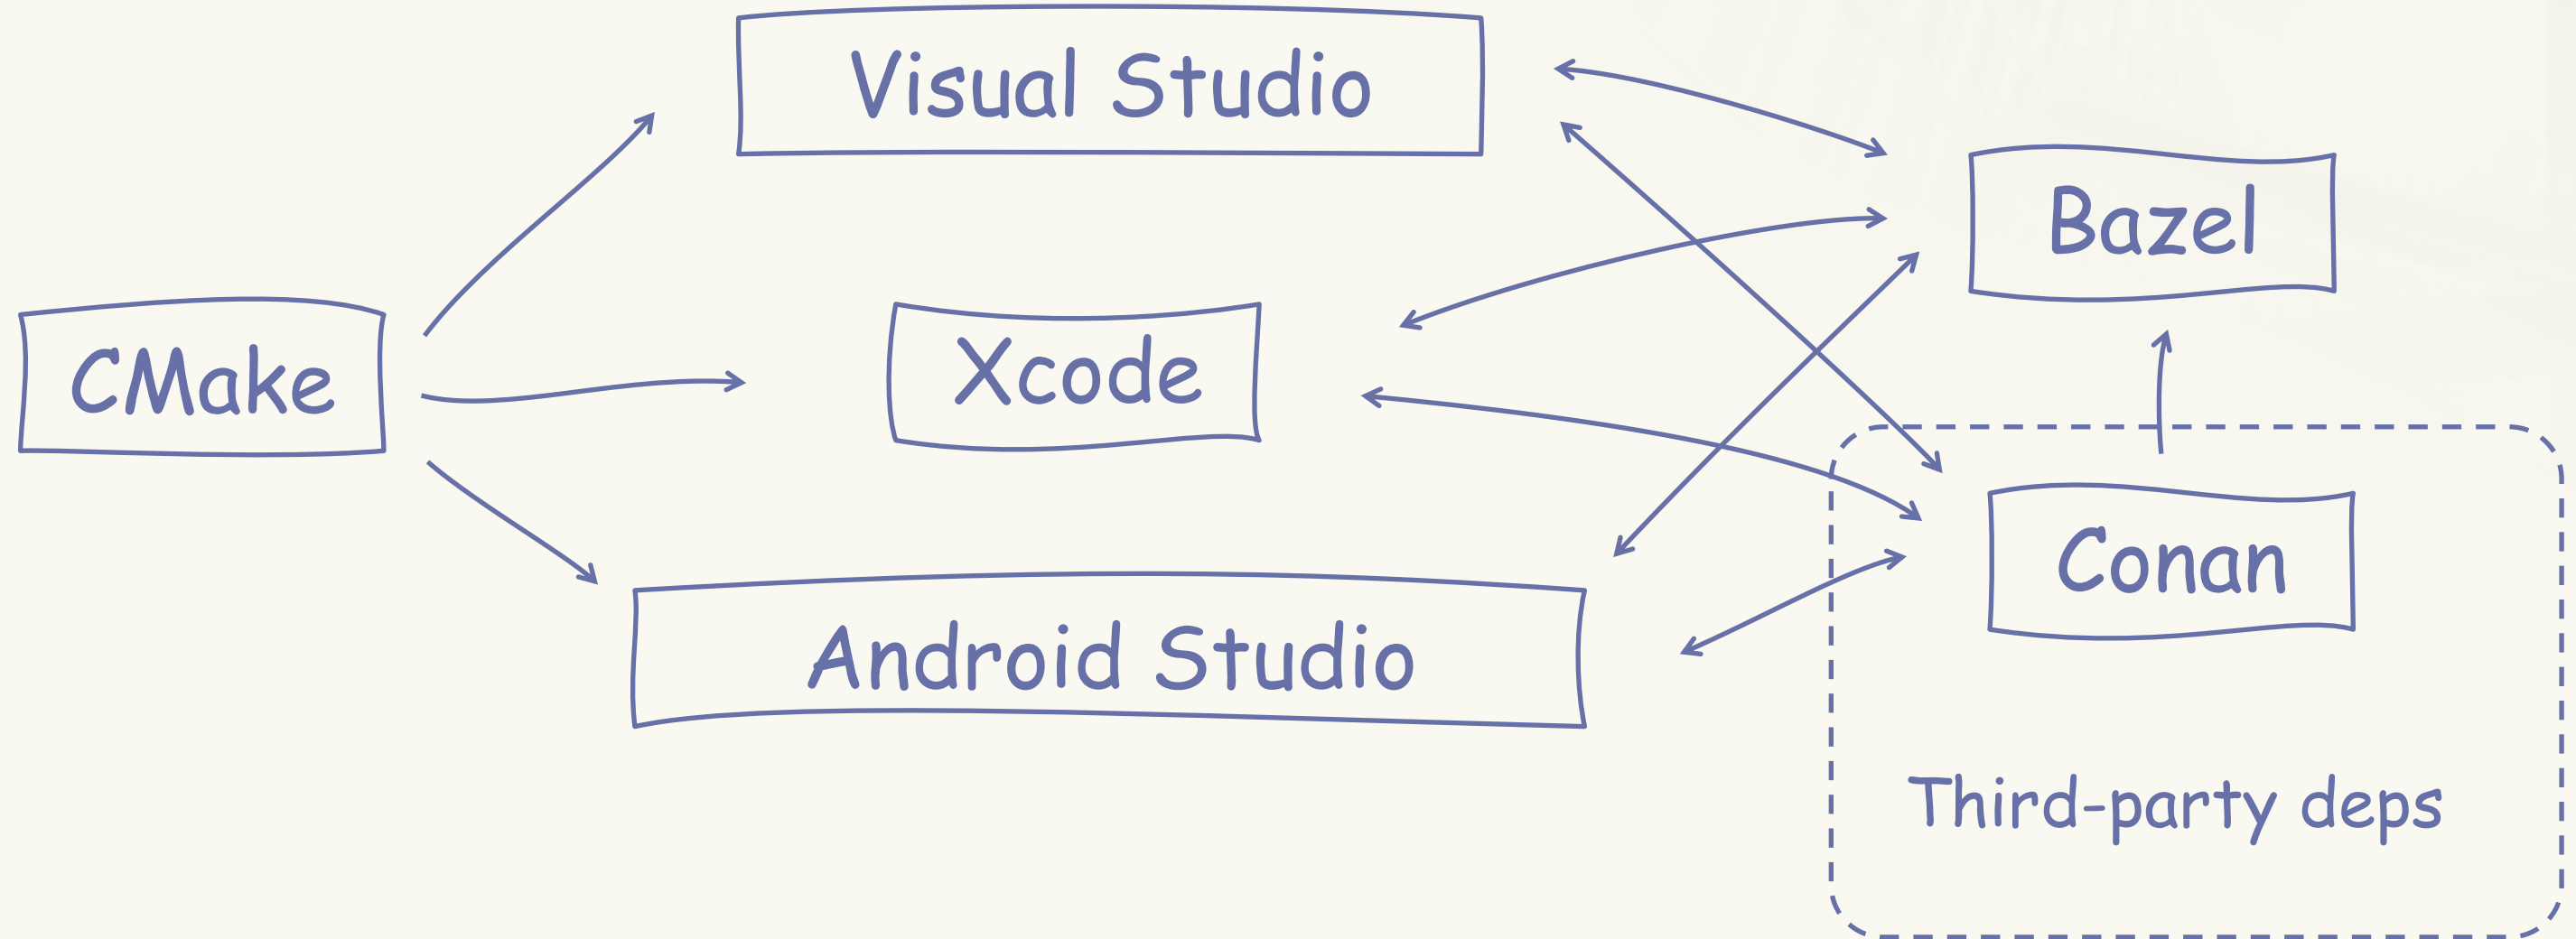 Visual Studio
Bazel
CMake
Xcode
Conan
Android Studio
Third-party deps